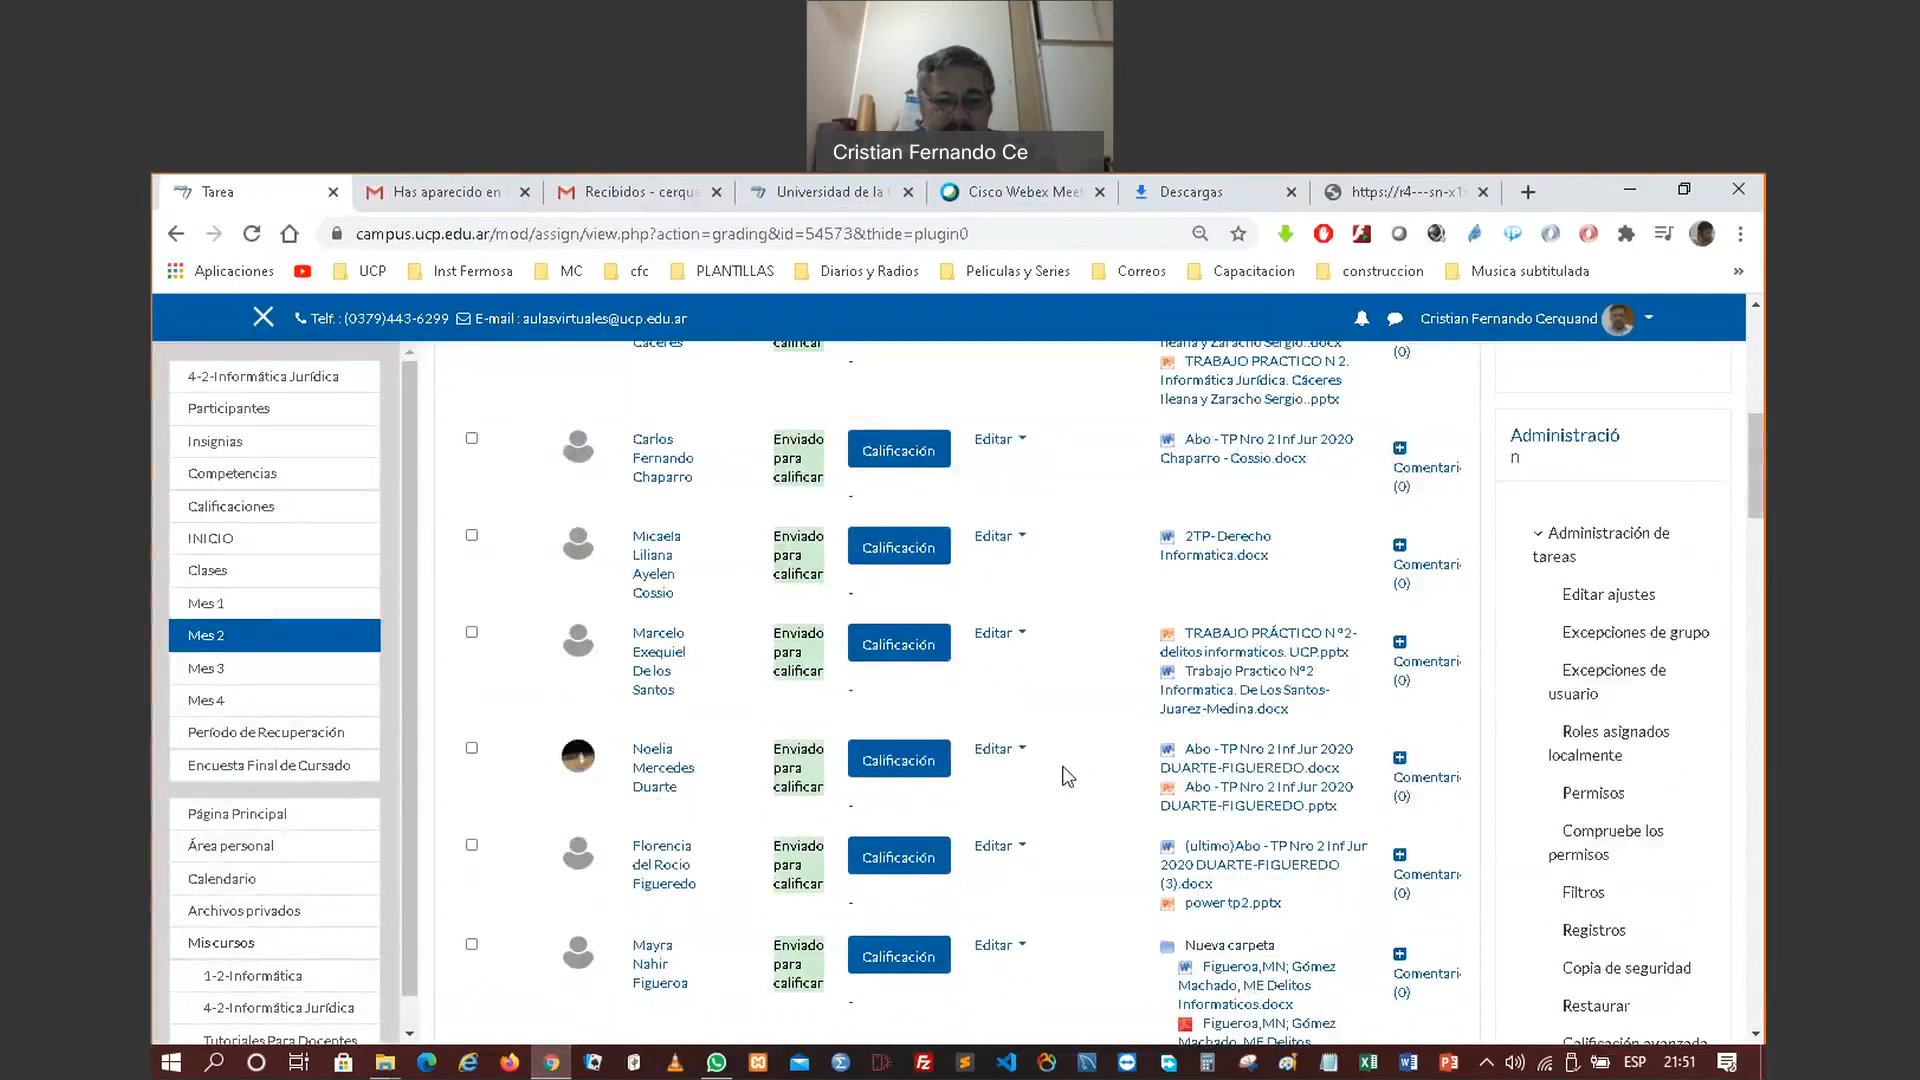 Cristian Fernando Ce
Tarea
Has aparecido en
Recibidos - cerqua
Universidad de la
Cisco Webex Meet
Descargas
https://r4---sn-x1
campus.ucp.edu.ar/mod/assign/view.php?action=grading&id=54573&thide=plugin0
Aplicaciones
UCP
Inst Fermosa
MC
cfc
PLANTILLAS
Diarios y Radios
Peliculas y Series
Correos
Capacitacion
construccion
Musica subtitulada
»
Telf. : (0379)443-6299 E-mail : aulasvirtuales@ucp.edu.ar
Cristian Fernando Cerquand
4-2-Informática Jurídica
Participantes
Insignias
Competencias
Calificaciones
INICIO
Clases
Mes 1
Mes 2
Mes 3
Mes 4
Período de Recuperación
Encuesta Final de Cursado
Página Principal
Área personal
Calendario
Archivos privados
Mis cursos
1-2-Informática
4-2-Informática Jurídica
Tutoriales Para Docentes
Cáceres
calificar
-
Ileana y Zaracho Sergio..docx
TRABAJO PRACTICO N 2.
Informática Jurídica. Cáceres
Ileana y Zaracho Sergio..pptx
(0)
Carlos
Fernando
Chaparro
Enviado
para
calificar
Calificación
-
Editar
Abo - TP Nro 2 Inf Jur 2020
Chaparro - Cossio.docx
Comentari
(0)
Micaela
Liliana
Ayelen
Cossio
Enviado
para
calificar
Calificación
-
Editar
2TP- Derecho
Informatica.docx
Comentari
(0)
Marcelo
Exequiel
De los
Santos
Enviado
para
calificar
Calificación
-
Editar
TRABAJO PRÁCTICO N °2-
delitos informaticos. UCP.pptx
Trabajo Practico Nª2
Informatica. De Los Santos-
Juarez-Medina.docx
Comentari
(0)
Noelia
Mercedes
Duarte
Enviado
para
calificar
Calificación
-
Editar
Abo - TP Nro 2 Inf Jur 2020
DUARTE-FIGUEREDO.docx
Abo - TP Nro 2 Inf Jur 2020
DUARTE-FIGUEREDO.pptx
Comentari
(0)
Florencia
del Rocio
Figueredo
Enviado
para
calificar
Calificación
-
Editar
(ultimo)Abo - TP Nro 2 Inf Jur
2020 DUARTE-FIGUEREDO
(3).docx
power tp2.pptx
Comentari
(0)
Mayra
Nahir
Figueroa
Enviado
para
calificar
Calificación
-
Editar
Nueva carpeta
Figueroa,MN; Gómez
Machado, ME Delitos
Informaticos.docx
Figueroa,MN; Gómez
Machado, ME Delitos
Comentari
(0)
Administració
n
Administración de
tareas
Editar ajustes
Excepciones de grupo
Excepciones de
usuario
Roles asignados
localmente
Permisos
Compruebe los
permisos
Filtros
Registros
Copia de seguridad
Restaurar
Calificación avanzada
ESP
21:51